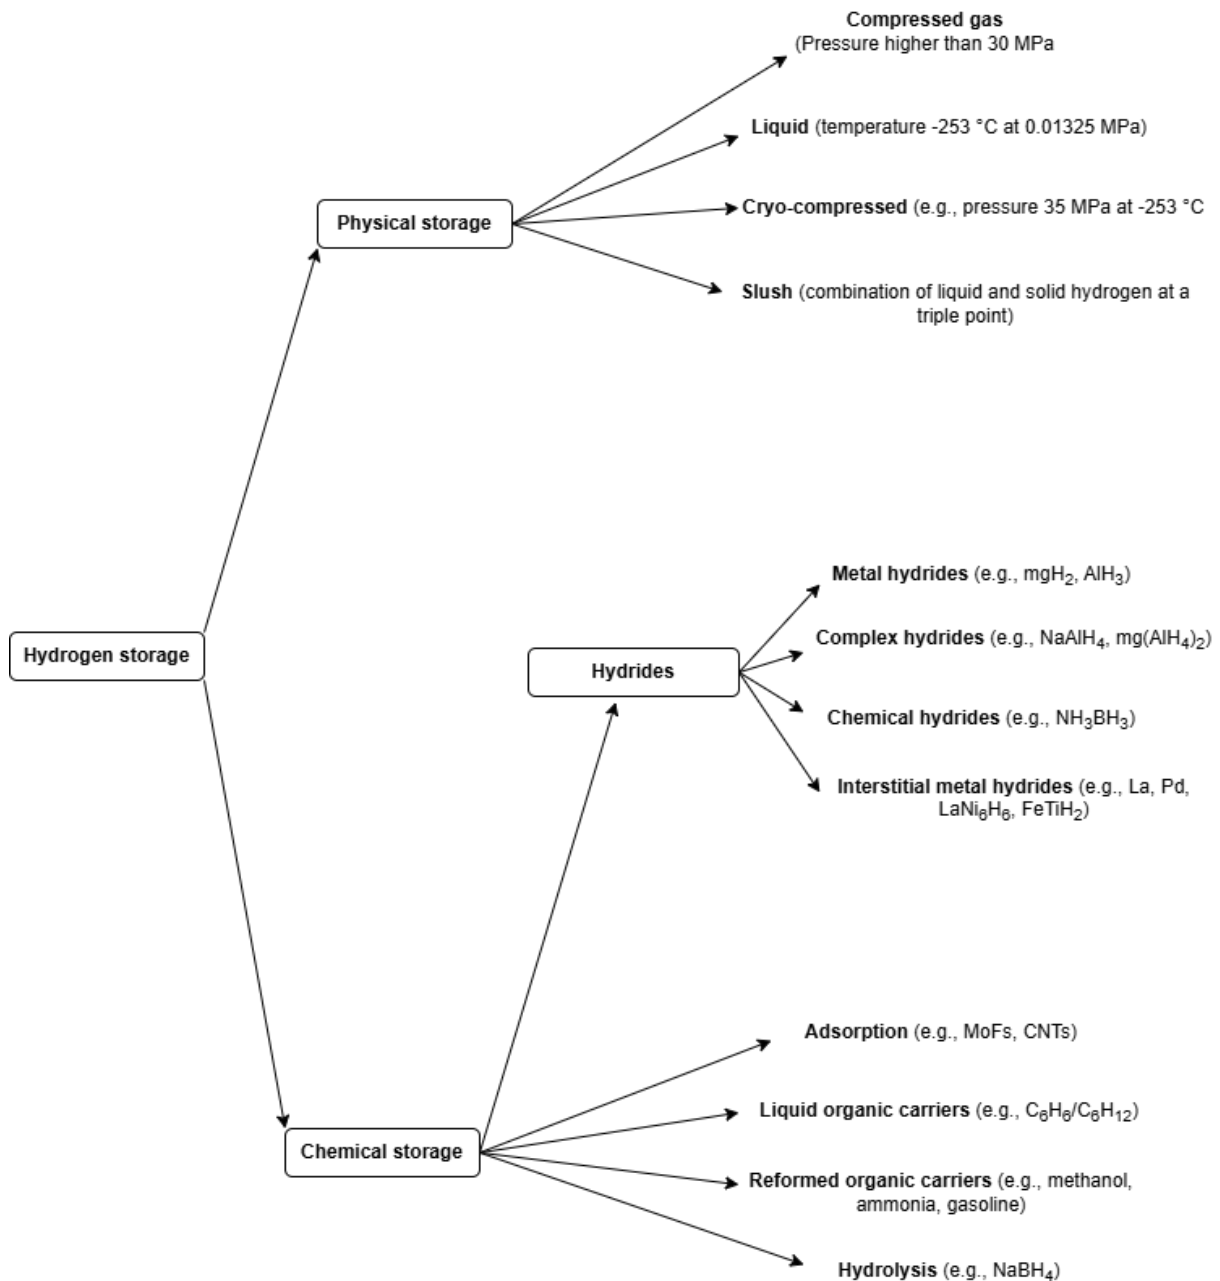 Compressed gas
(Pressure higher than 30 MPa
Liquid (temperature -253 °C at 0.01325 MPa)
Physical storage
Cryo-compressed (e.g., pressure 35 MPa at -253 °C
Slush (combination of liquid and solid hydrogen at a
triple point)
Hydrogen storage
Hydrides
Metal hydrides (e.g., mgH₂, AlH₃)
Complex hydrides (e.g., NaAlH₄, mg(AlH₄)₂)
Chemical hydrides (e.g., NH₃BH₃)
Interstitial metal hydrides (e.g., La, Pd,
LaNi₆H₆, FeTiH₂)
Chemical storage
Adsorption (e.g., MoFs, CNTs)
Liquid organic carriers (e.g., C₆H₆/C₆H₁₂)
Reformed organic carriers (e.g., methanol,
ammonia, gasoline)
Hydrolysis (e.g., NaBH₄)